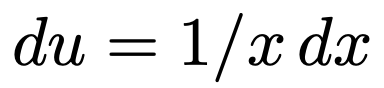 du = 1/x dx